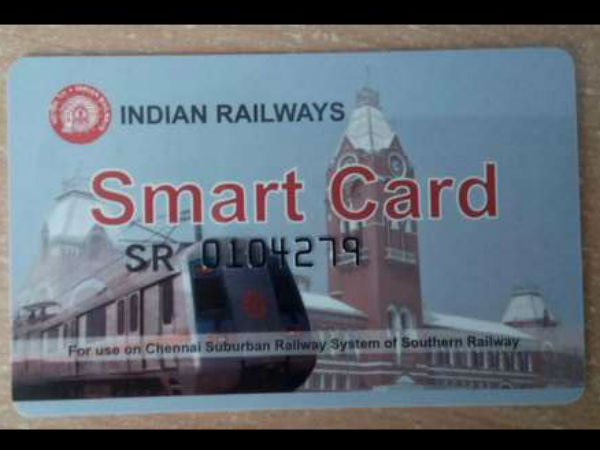 INDIAN RAILWAYS
Smart Card
SR 0104279
For use on Chennai Suburban Railway System of Southern Railway